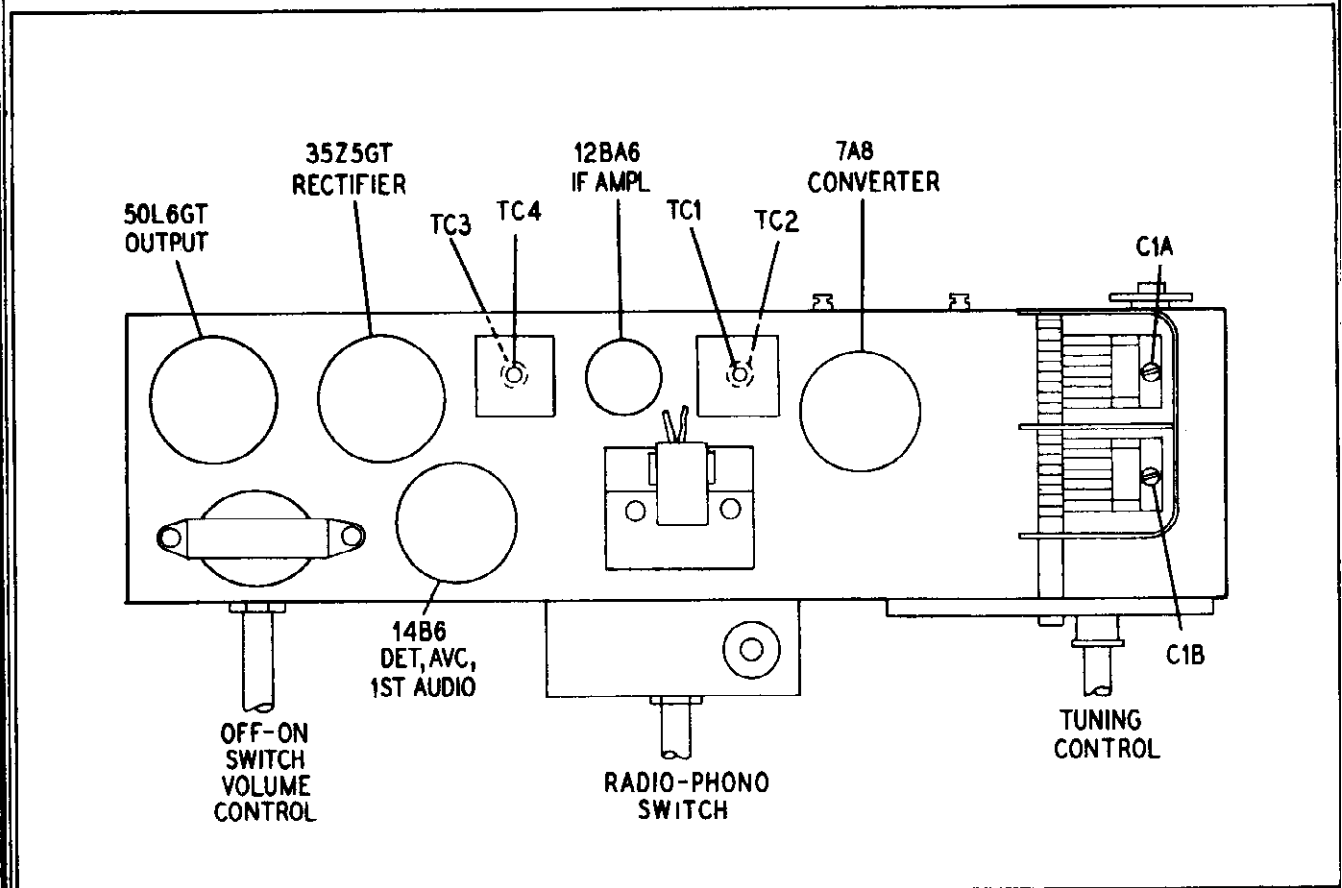 35Z5GT
RECTIFIER
12BA6
IF AMPL
7A8
CONVERTER
50L6GT
OUTPUT
TC3
TC4
TC1
TC2
C1A
14B6
DET, AVC,
1ST AUDIO
C1B
OFF-ON
SWITCH
VOLUME
CONTROL
RADIO-PHONO
SWITCH
TUNING
CONTROL